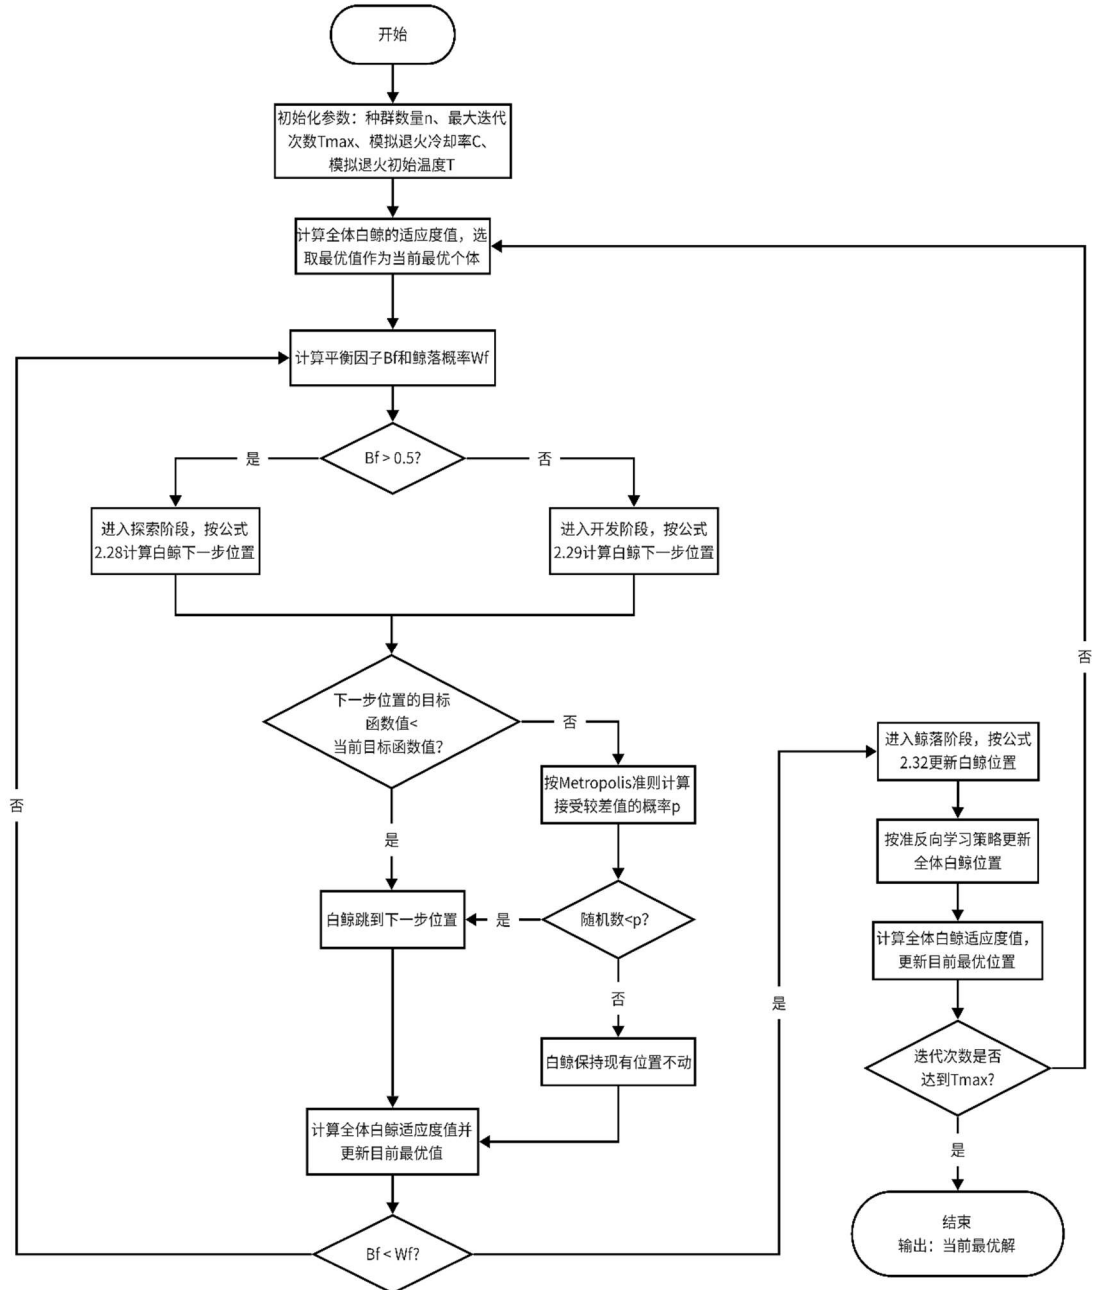 开始
初始化参数：种群数量n、最大迭代
次数Tmax、模拟退火冷却率C、
模拟退火初始温度T
计算全体白鲸的适应度值，选
取最优值作为当前最优个体
计算平衡因子Bf和鲸落概率Wf
Bf > 0.5?
是
否
进入探索阶段，按公式
2.28计算白鲸下一步位置
进入开发阶段，按公式
2.29计算白鲸下一步位置
下一步位置的目标
函数值<
当前目标函数值？
否
是
按Metropolis准则计算
接受较差值的概率p
随机数<p?
是
否
白鲸跳到下一步位置
白鲸保持现有位置不动
计算全体白鲸适应度值并
更新目前最优值
Bf < Wf?
否
是
进入鲸落阶段，按公式
2.32更新白鲸位置
按准反向学习策略更新
全体白鲸位置
计算全体白鲸适应度值，
更新目前最优位置
迭代次数是否
达到Tmax?
否
是
结束
输出：当前最优解